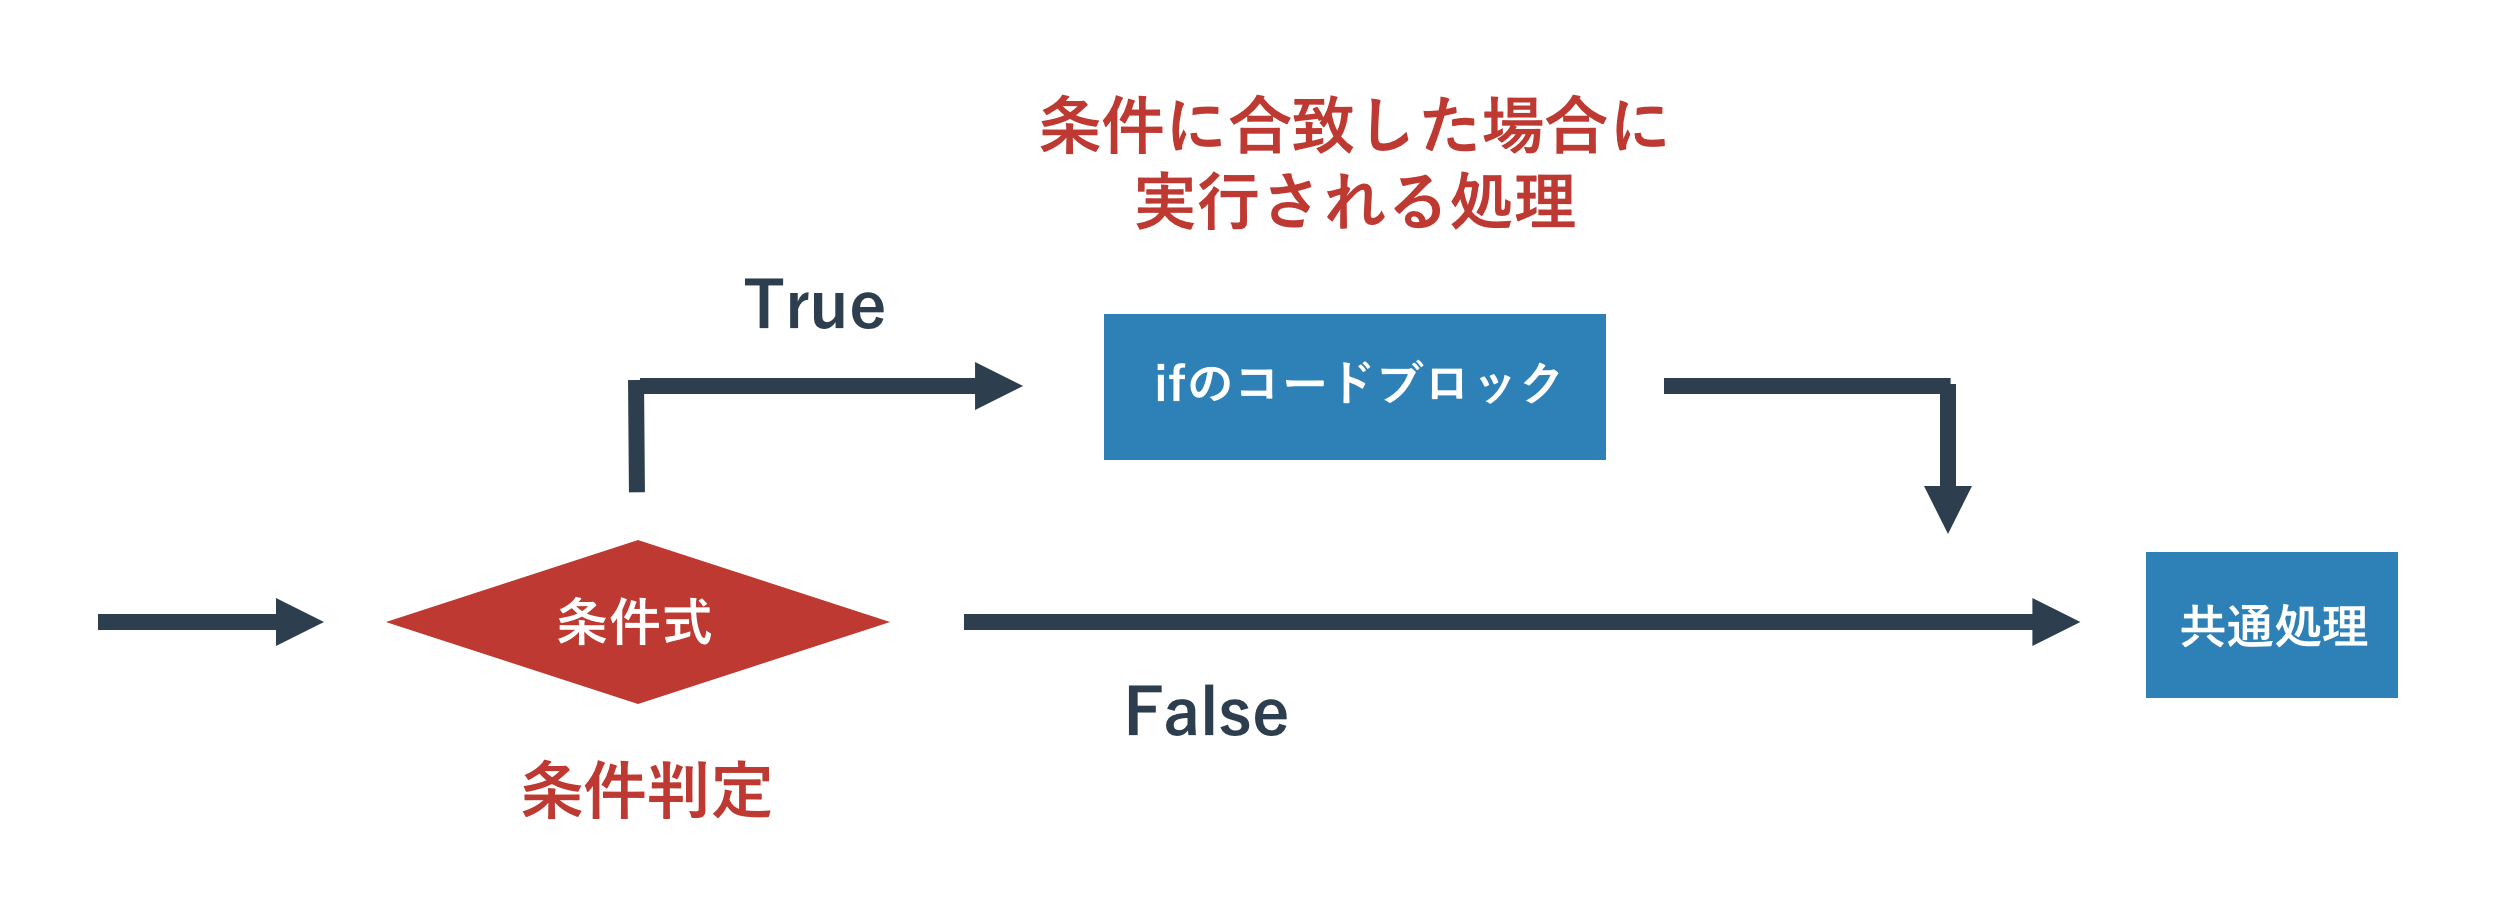 条件に合致した場合に
実行される処理
True
ifのコードブロック
条件式
共通処理
False
条件判定